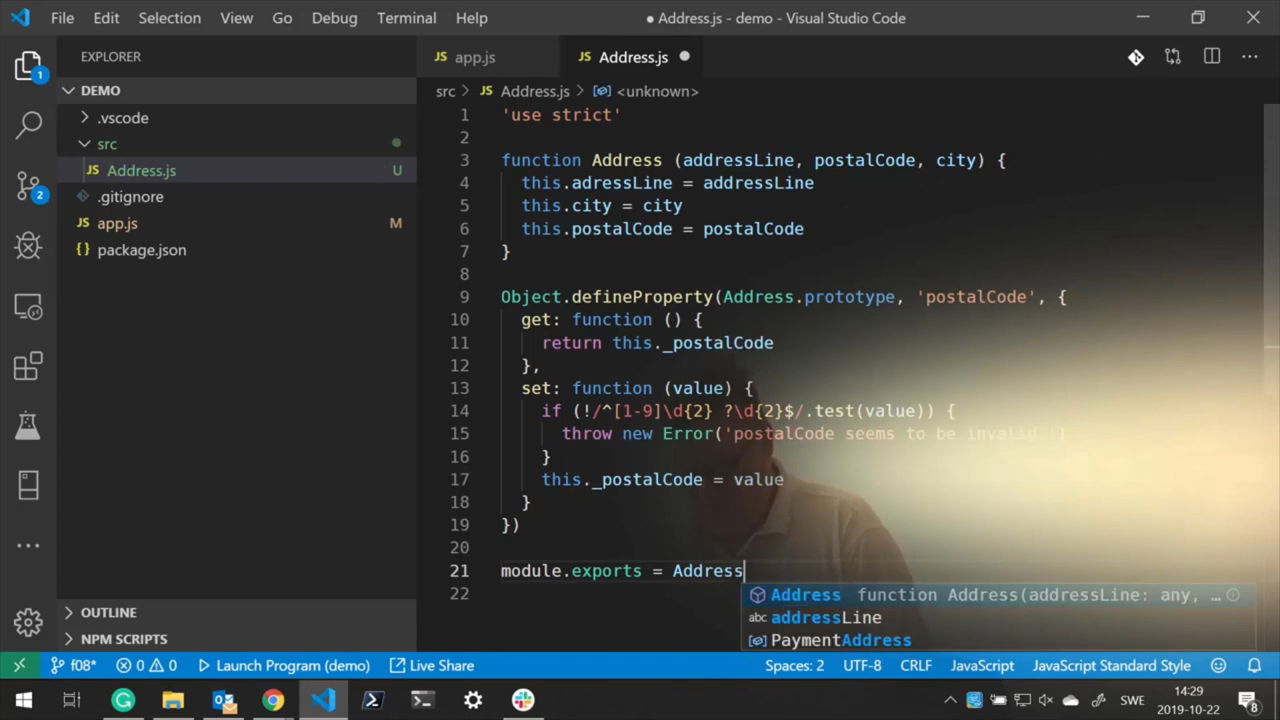 File Edit Selection View Go Debug Terminal Help ● Address.js - demo - Visual Studio Code
EXPLORER
JS app.js
JS Address.js
1
DEMO
src > JS Address.js > <unknown>
.vscode
src
JS Address.js U
.gitignore
JS app.js M
{} package.json
2
1 'use strict'
2
3 function Address (addressLine, postalCode, city) {
4 this.adressLine = addressLine
5 this.city = city
6 this.postalCode = postalCode
7 }
8
9 Object.defineProperty(Address.prototype, 'postalCode', {
10 get: function () {
11 return this._postalCode
12 },
13 set: function (value) {
14 if (!/^[1-9]\d{2} ?\d{2}$/.test(value)) {
15 throw new Error('postalCode seems to be invalid.')
16 }
17 this._postalCode = value
18 }
19 })
20
21 module.exports = Address
22
Address function Address(addressLine: any, …
abc addressLine
PaymentAddress
OUTLINE
NPM SCRIPTS
f08* 0 0 Launch Program (demo) Live Share Spaces: 2 UTF-8 CRLF JavaScript JavaScript Standard Style
SWE
14:29
2019-10-22
8